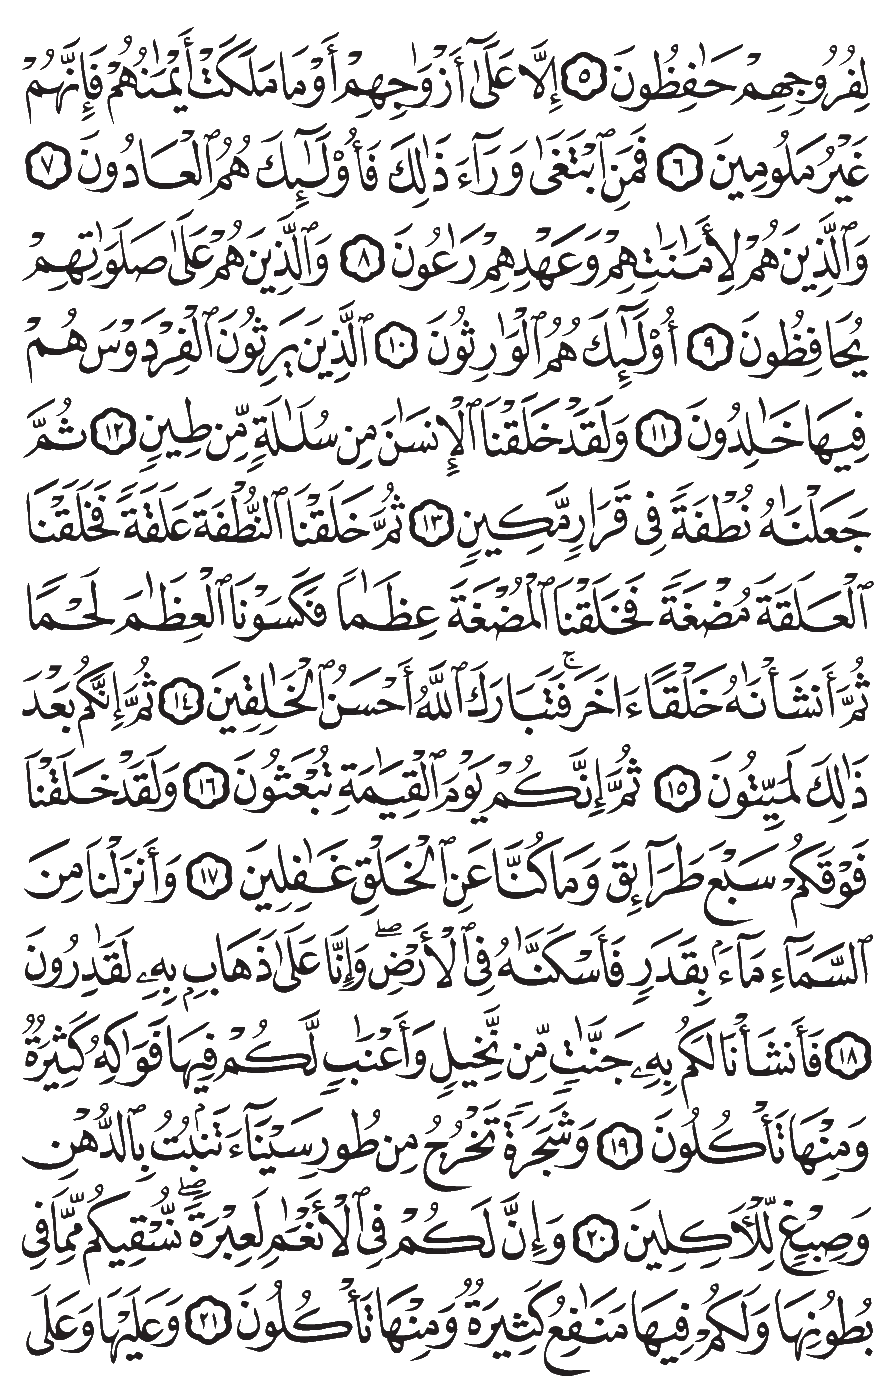 لِفُرُوجِهِمْ حَٰفِظُونَ ٥ إِلَّا عَلَىٰٓ أَزْوَٰجِهِمْ أَوْ مَا مَلَكَتْ أَيْمَٰنُهُمْ فَإِنَّهُمْ
غَيْرُ مَلُومِينَ ٦ فَمَنِ ٱبْتَغَىٰ وَرَآءَ ذَٰلِكَ فَأُو۟لَٰٓئِكَ هُمُ ٱلْعَادُونَ ٧
وَٱلَّذِينَ هُمْ لِأَمَٰنَٰتِهِمْ وَعَهْدِهِمْ رَٰعُونَ ٨ وَٱلَّذِينَ هُمْ عَلَىٰ صَلَوَٰتِهِمْ
يُحَافِظُونَ ٩ أُو۟لَٰٓئِكَ هُمُ ٱلْوَٰرِثُونَ ١٠ ٱلَّذِينَ يَرِثُونَ ٱلْفِرْدَوْسَ هُمْ
فِيهَا خَٰلِدُونَ ١١ وَلَقَدْ خَلَقْنَا ٱلْإِنسَٰنَ مِن سُلَٰلَةٍ مِّن طِينٍ ١٢ ثُمَّ
جَعَلْنَٰهُ نُطْفَةً فِى قَرَارٍ مَّكِينٍ ١٣ ثُمَّ خَلَقْنَا ٱلنُّطْفَةَ عَلَقَةً فَخَلَقْنَا
ٱلْعَلَقَةَ مُضْغَةً فَخَلَقْنَا ٱلْمُضْغَةَ عِظَٰمًا فَكَسَوْنَا ٱلْعِظَٰمَ لَحْمًا
ثُمَّ أَنشَأْنَٰهُ خَلْقًا ءَاخَرَ ۚ فَتَبَارَكَ ٱللَّهُ أَحْسَنُ ٱلْخَٰلِقِينَ ١٤ ثُمَّ إِنَّكُم بَعْدَ
ذَٰلِكَ لَمَيِّتُونَ ١٥ ثُمَّ إِنَّكُمْ يَوْمَ ٱلْقِيَٰمَةِ تُبْعَثُونَ ١٦ وَلَقَدْ خَلَقْنَا
فَوْقَكُمْ سَبْعَ طَرَآئِقَ وَمَا كُنَّا عَنِ ٱلْخَلْقِ غَٰفِلِينَ ١٧ وَأَنزَلْنَا مِنَ
ٱلسَّمَآءِ مَآءًۢ بِقَدَرٍ فَأَسْكَنَّٰهُ فِى ٱلْأَرْضِ ۖ وَإِنَّا عَلَىٰ ذَهَابٍۭ بِهِۦ لَقَٰدِرُونَ
١٨ فَأَنشَأْنَا لَكُم بِهِۦ جَنَّٰتٍ مِّن نَّخِيلٍ وَأَعْنَٰبٍ لَّكُمْ فِيهَا فَوَٰكِهُ كَثِيرَةٌ
وَمِنْهَا تَأْكُلُونَ ١٩ وَشَجَرَةً تَخْرُجُ مِن طُورِ سَيْنَآءَ تَنۢبُتُ بِٱلدُّهْنِ
وَصِبْغٍ لِّلْءَاكِلِينَ ٢٠ وَإِنَّ لَكُمْ فِى ٱلْأَنْعَٰمِ لَعِبْرَةً ۖ نُّسْقِيكُم مِّمَّا فِى
بُطُونِهَا وَلَكُمْ فِيهَا مَنَٰفِعُ كَثِيرَةٌ وَمِنْهَا تَأْكُلُونَ ٢١ وَعَلَيْهَا وَعَلَى